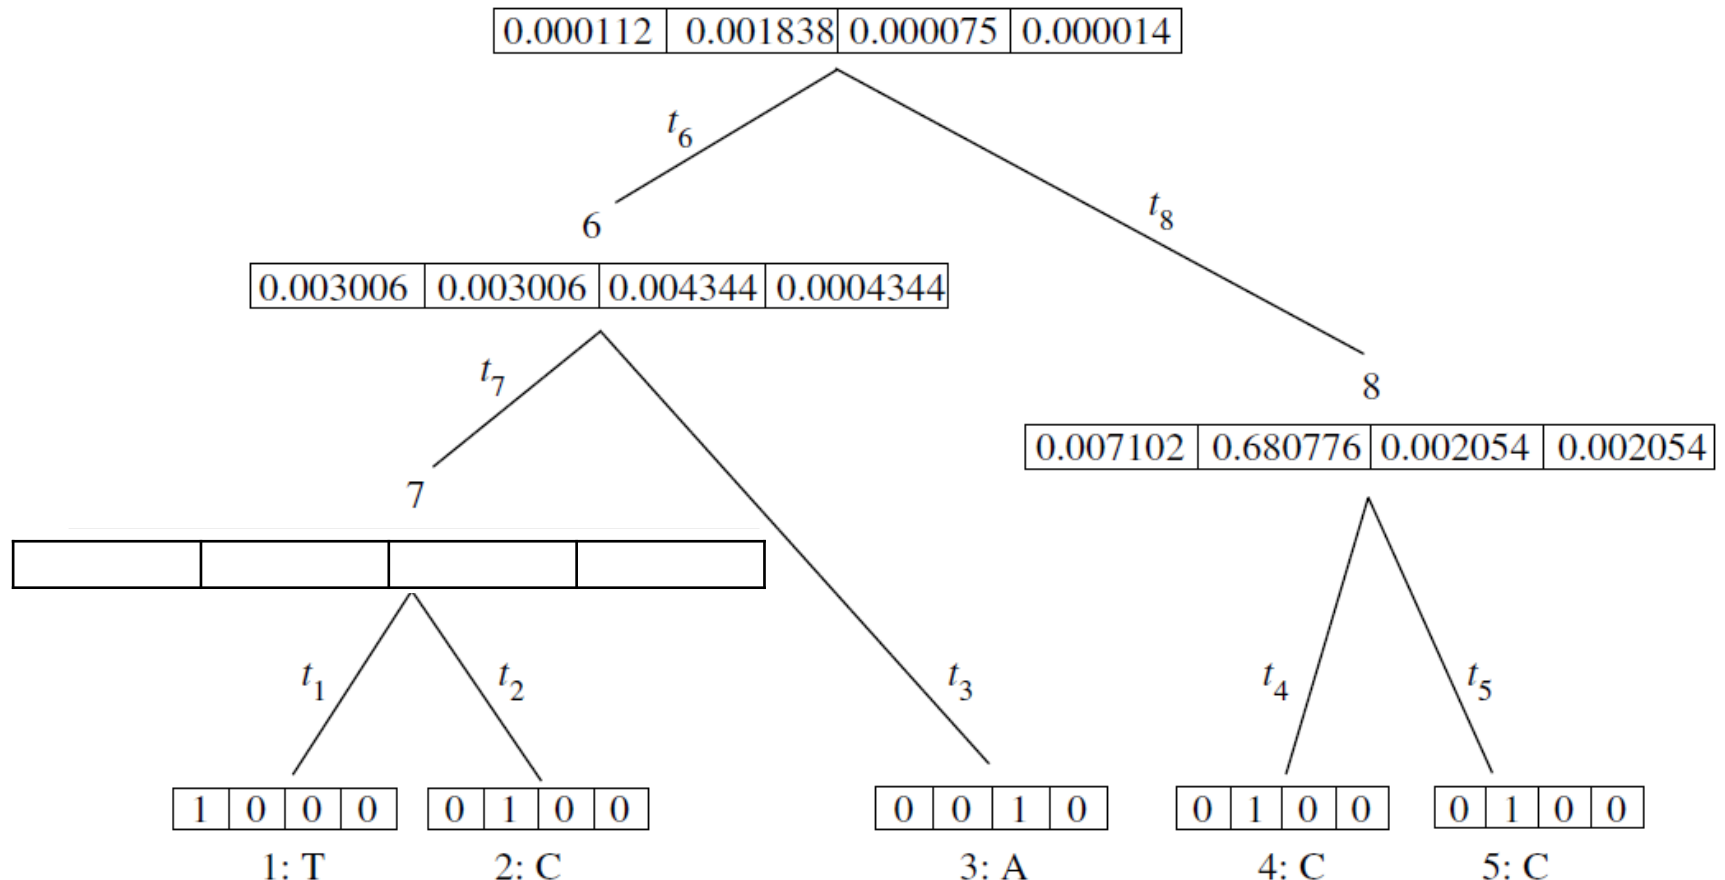 0.000112 0.001838 0.000075 0.000014
t6
t8
6
0.003006 0.003006 0.004344 0.0004344
t7
8
0.007102 0.680776 0.002054 0.002054
7
t1 t2 t3 t4 t5
1 0 0 0 0 1 0 0 0 0 1 0 0 1 0 0 0 1 0 0
1: T 2: C 3: A 4: C 5: C